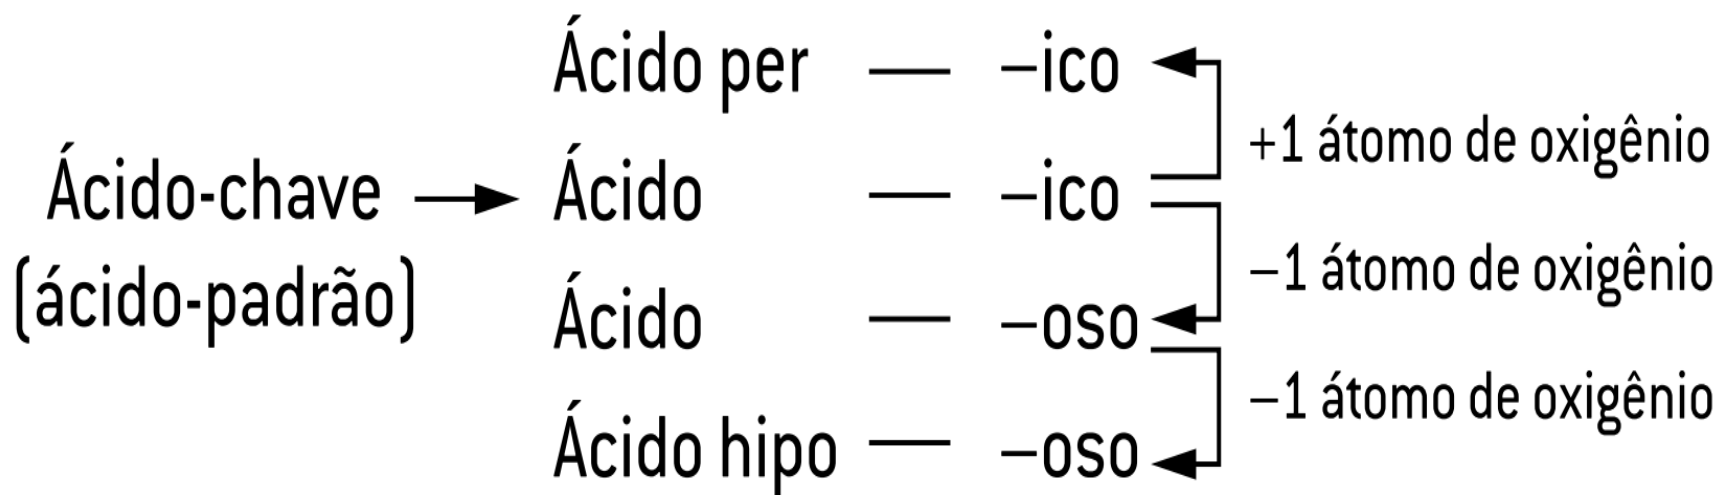 Ácido per — –ico
+1 átomo de oxigênio
Ácido-chave Ácido — –ico
(ácido-padrão)
−1 átomo de oxigênio
Ácido — –oso
−1 átomo de oxigênio
Ácido hipo — –oso